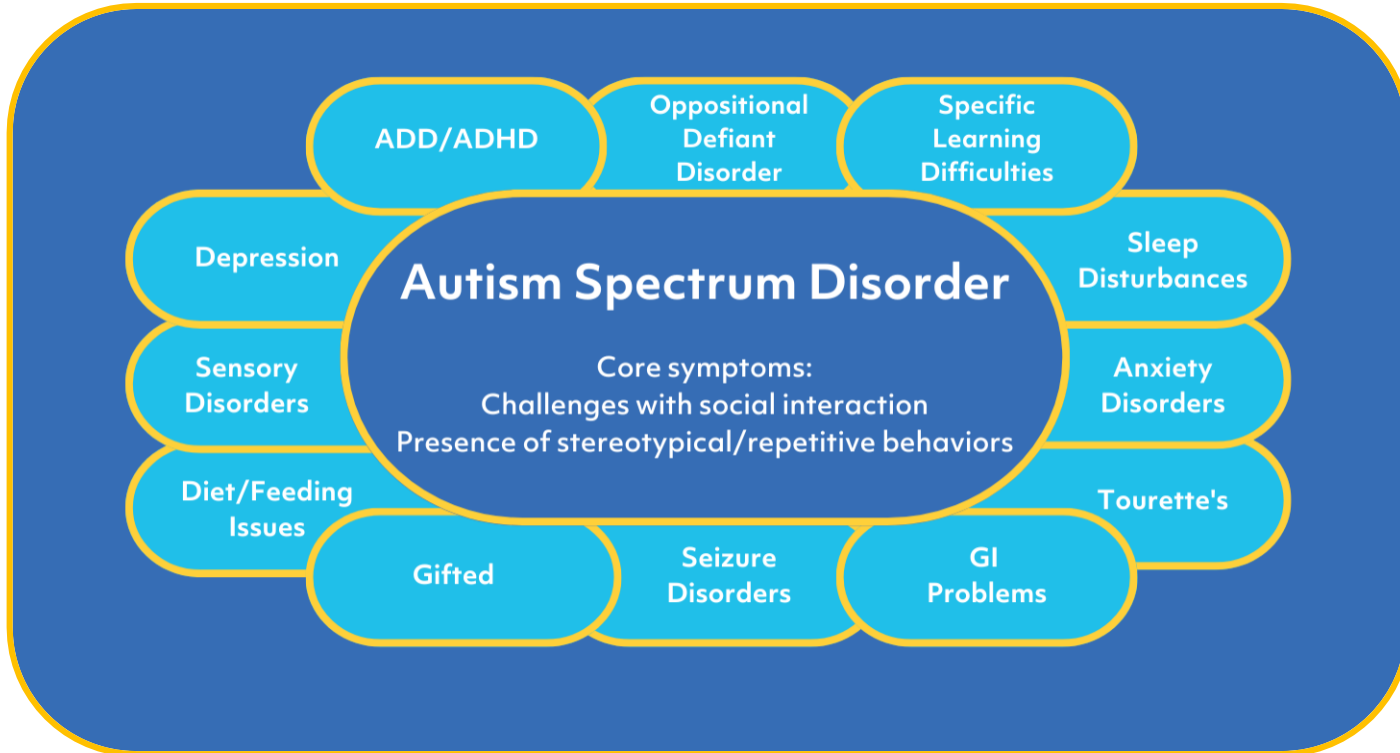 ADD/ADHD
Oppositional
Defiant
Disorder
Specific
Learning
Difficulties
Depression
Sleep
Disturbances
Autism Spectrum Disorder
Core symptoms:
Challenges with social interaction
Presence of stereotypical/repetitive behaviors
Sensory
Disorders
Anxiety
Disorders
Diet/Feeding
Issues
Tourette's
Gifted
Seizure
Disorders
GI
Problems